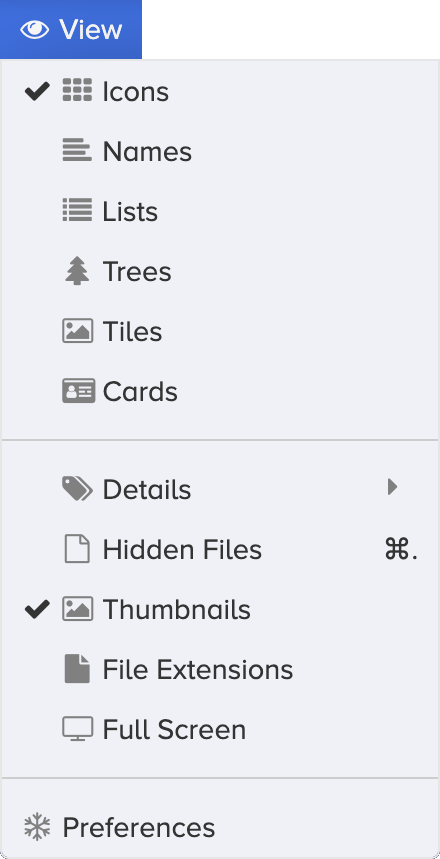 View
Icons
Names
Lists
Trees
Tiles
Cards
Details
Hidden Files ⌘.
Thumbnails
File Extensions
Full Screen
Preferences